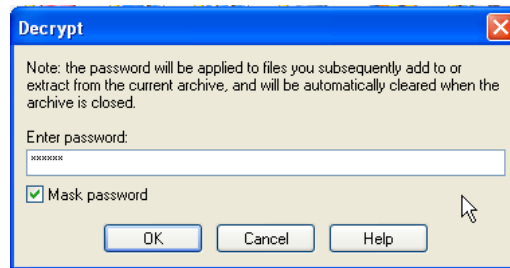 Decrypt
Note: the password will be applied to files you subsequently add to or
extract from the current archive, and will be automatically cleared when the
archive is closed.
Enter password:
××××××
Mask password
OK Cancel Help